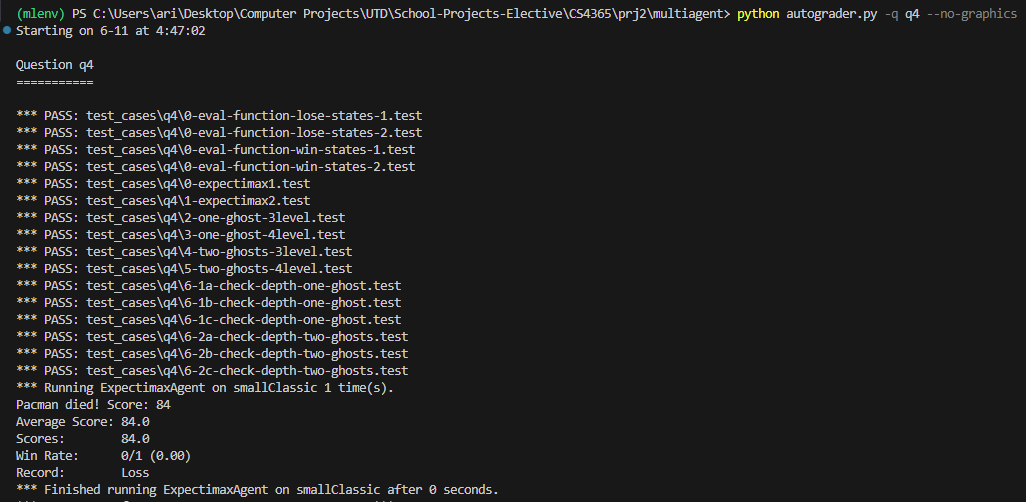 (mlenv) PS C:\Users\ari\Desktop\Computer Projects\UTD\School-Projects-Elective\CS4365\prj2\multiagent> python autograder.py -q q4 --no-graphics
Starting on 6-11 at 4:47:02
Question q4
===========
*** PASS: test_cases\q4\0-eval-function-lose-states-1.test
*** PASS: test_cases\q4\0-eval-function-lose-states-2.test
*** PASS: test_cases\q4\0-eval-function-win-states-1.test
*** PASS: test_cases\q4\0-eval-function-win-states-2.test
*** PASS: test_cases\q4\0-expectimax1.test
*** PASS: test_cases\q4\1-expectimax2.test
*** PASS: test_cases\q4\2-one-ghost-3level.test
*** PASS: test_cases\q4\3-one-ghost-4level.test
*** PASS: test_cases\q4\4-two-ghosts-3level.test
*** PASS: test_cases\q4\5-two-ghosts-4level.test
*** PASS: test_cases\q4\6-1a-check-depth-one-ghost.test
*** PASS: test_cases\q4\6-1b-check-depth-one-ghost.test
*** PASS: test_cases\q4\6-1c-check-depth-one-ghost.test
*** PASS: test_cases\q4\6-2a-check-depth-two-ghosts.test
*** PASS: test_cases\q4\6-2b-check-depth-two-ghosts.test
*** PASS: test_cases\q4\6-2c-check-depth-two-ghosts.test
*** Running ExpectimaxAgent on smallClassic 1 time(s).
Pacman died! Score: 84
Average Score: 84.0
Scores:        84.0
Win Rate:      0/1 (0.00)
Record:        Loss
*** Finished running ExpectimaxAgent on smallClassic after 0 seconds.